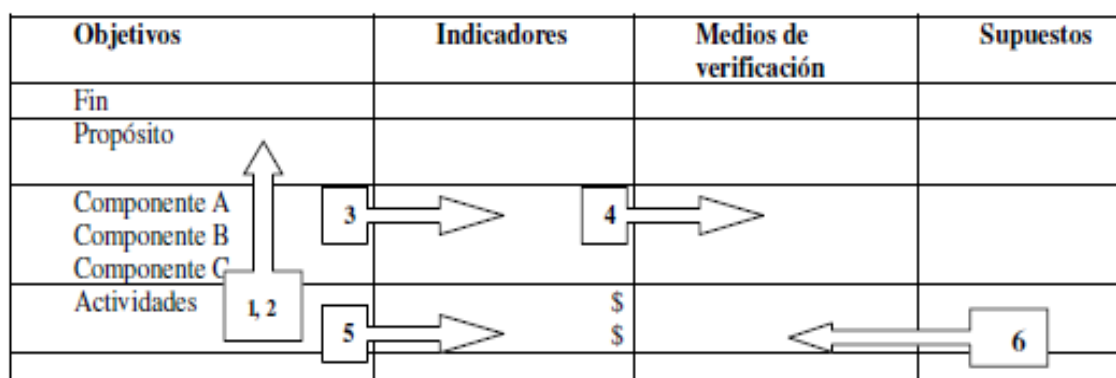 Objetivos Indicadores Medios de verificación Supuestos
Fin
Propósito
Componente A
Componente B
Componente C
3
4
Actividades
1, 2
5
$
$
6